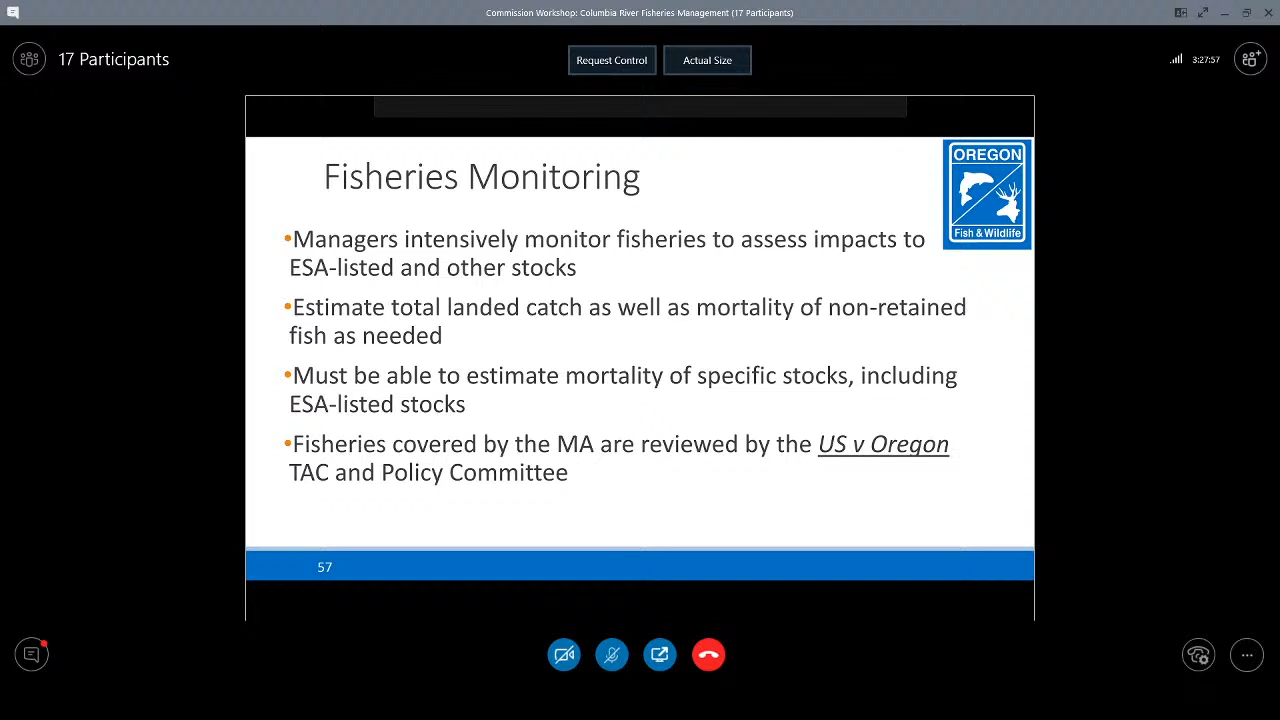 Commission Workshop: Columbia River Fisheries Management (17 Participants)
17 Participants
Request Control
Actual Size
3:27:57
OREGON
Fish & Wildlife
Fisheries Monitoring
•Managers intensively monitor fisheries to assess impacts to
ESA-listed and other stocks
•Estimate total landed catch as well as mortality of non-retained
fish as needed
•Must be able to estimate mortality of specific stocks, including
ESA-listed stocks
•Fisheries covered by the MA are reviewed by the US v Oregon
TAC and Policy Committee
57